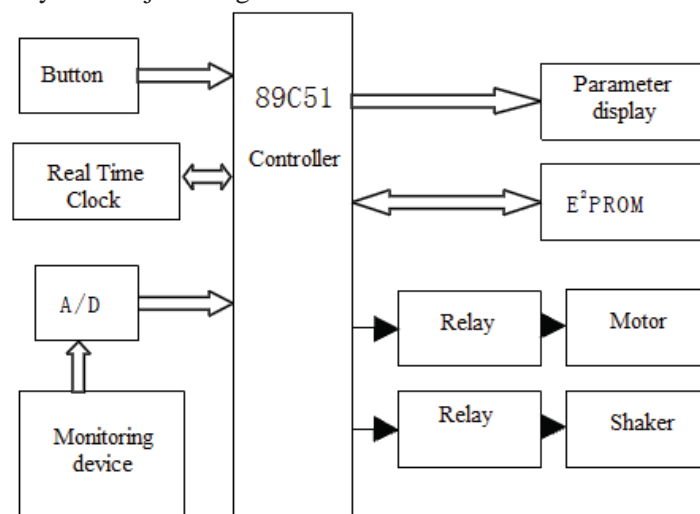 Button
Real Time
Clock
A/D
Monitoring
device
89C51
Controller
Parameter
display
E²PROM
Relay
Motor
Relay
Shaker